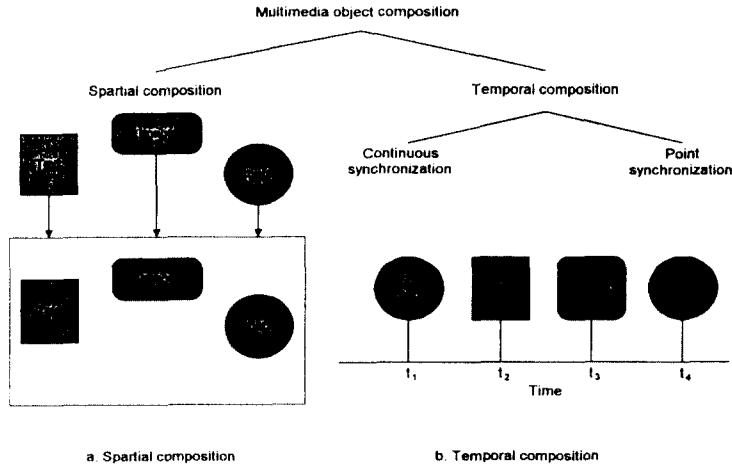 Multimedia object composition
Spartial composition
Temporal composition
Continuous
synchronization
Point
synchronization
t1 t2 t3 t4
Time
a. Spartial composition
b. Temporal composition